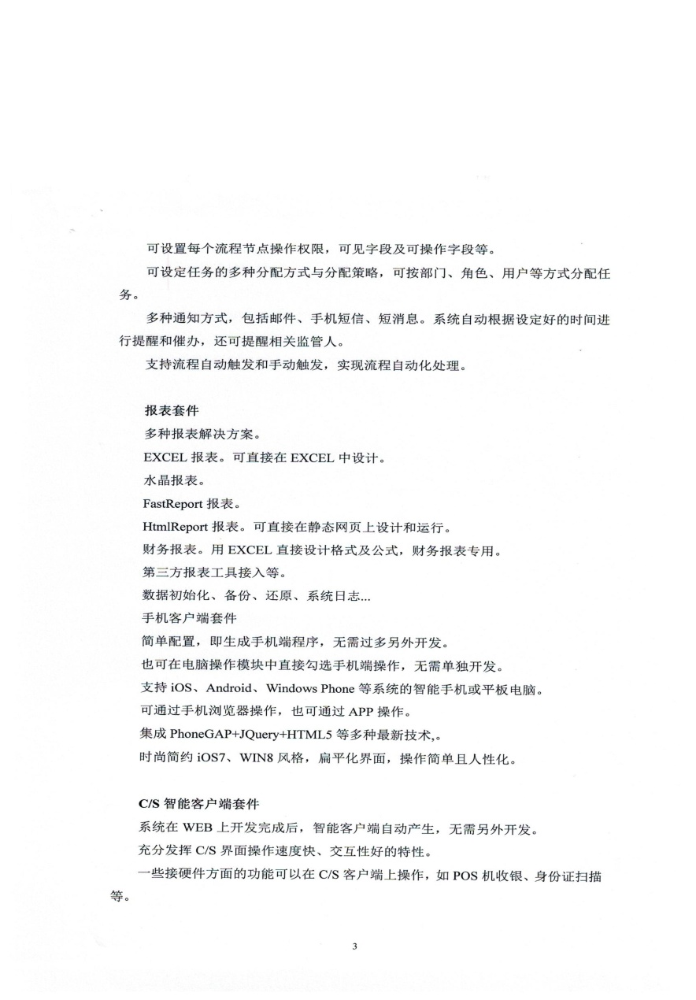 可设置每个流程节点操作权限，可见字段及可操作字段等。
可设定任务的多种分配方式与分配策略，可按部门、角色、用户等方式分配任
务。
多种通知方式，包括邮件、手机短信、短消息。系统自动根据设定好的时间进
行提醒和催办，还可提醒相关监管人。
支持流程自动触发和手动触发，实现流程自动化处理。
报表套件
多种报表解决方案。
EXCEL 报表。可直接在 EXCEL 中设计。
水晶报表。
FastReport 报表。
HtmlReport 报表。可直接在静态网页上设计和运行。
财务报表。用 EXCEL 直接设计格式及公式，财务报表专用。
第三方报表工具接入等。
数据初始化、备份、还原、系统日志...
手机客户端套件
简单配置，即生成手机端程序，无需过多另外开发。
也可在电脑操作模块中直接勾选手机端操作，无需单独开发。
支持 iOS、Android、Windows Phone 等系统的智能手机或平板电脑。
可通过手机浏览器操作，也可通过 APP 操作。
集成 PhoneGAP+JQuery+HTML5 等多种最新技术,。
时尚简约 iOS7、WIN8 风格，扁平化界面，操作简单且人性化。
C/S 智能客户端套件
系统在 WEB 上开发完成后，智能客户端自动产生，无需另外开发。
充分发挥 C/S 界面操作速度快、交互性好的特性。
一些接硬件方面的功能可以在 C/S 客户端上操作，如 POS 机收银、身份证扫描
等。
3